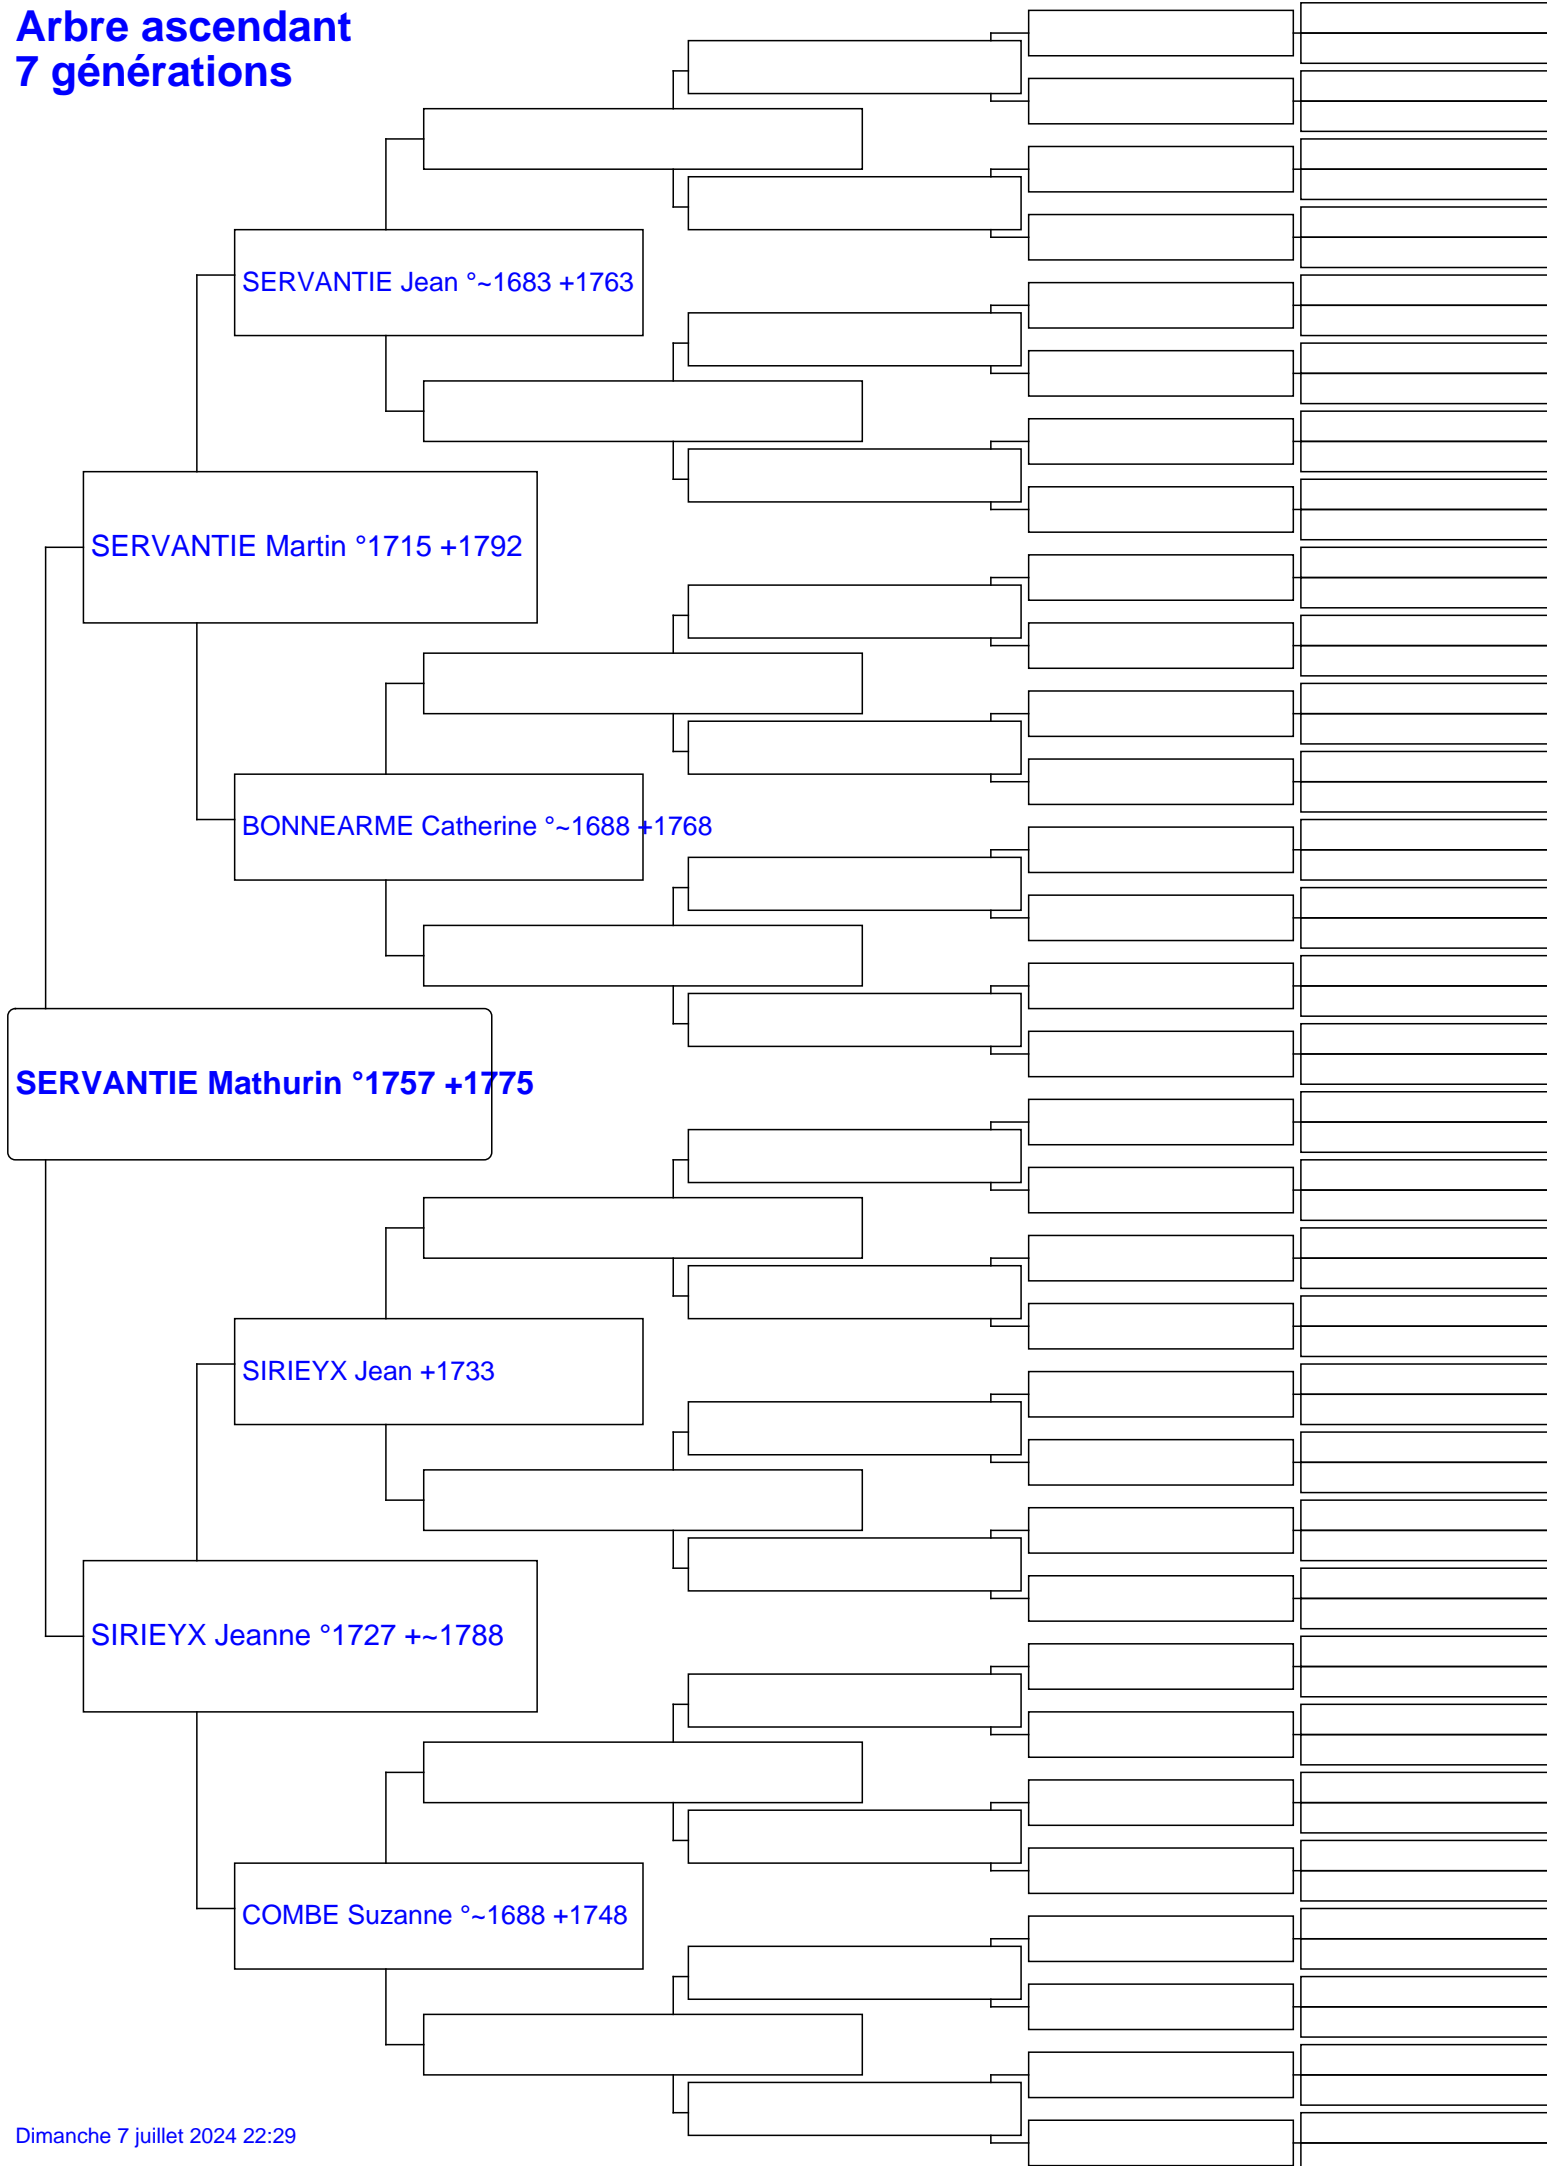 Arbre ascendant
7 générations
SERVANTIE Jean °~1683 +1763
SERVANTIE Martin °1715 +1792
BONNEARME Catherine °~1688 +1768
SERVANTIE Mathurin °1757 +1775
SIRIEYX Jean +1733
SIRIEYX Jeanne °1727 +~1788
COMBE Suzanne °~1688 +1748
Dimanche 7 juillet 2024 22:29